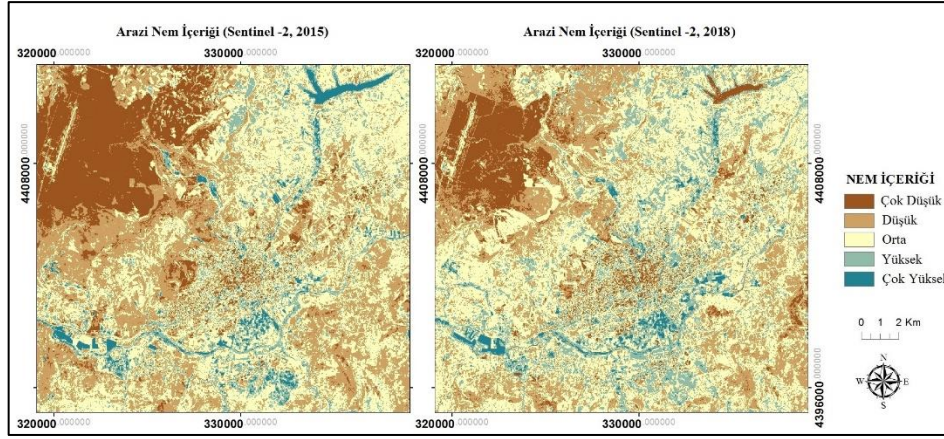 Arazi Nem İçeriği (Sentinel -2, 2015)
320000.000000
330000.000000
4408000.000000
320000.000000
330000.000000
Arazi Nem İçeriği (Sentinel -2, 2018)
320000.000000
330000.000000
4408000.000000
4396000.000000
320000.000000
330000.000000
NEM İÇERİĞİ
Çok Düşük
Düşük
Orta
Yüksek
Çok Yüksek
0 1 2 Km
N
W E
S